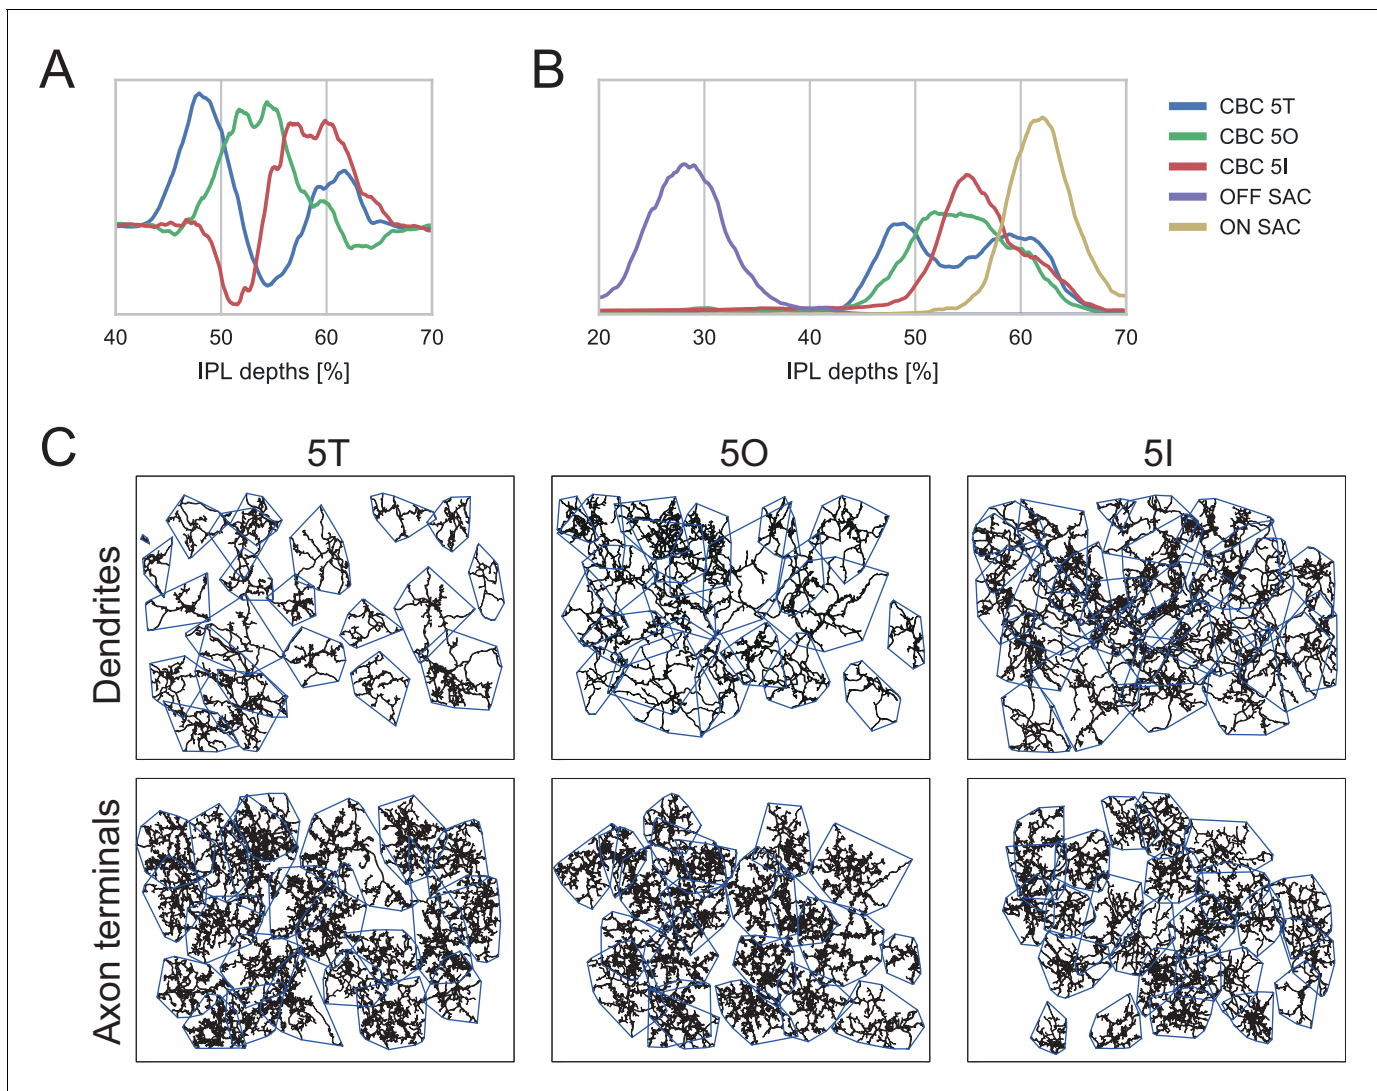 A
B
40 50 60 70
IPL depths [%]
20 30 40 50 60 70
IPL depths [%]
CBC 5T
CBC 5O
CBC 5I
OFF SAC
ON SAC
C
5T 5O 5I
Dendrites
Axon terminals